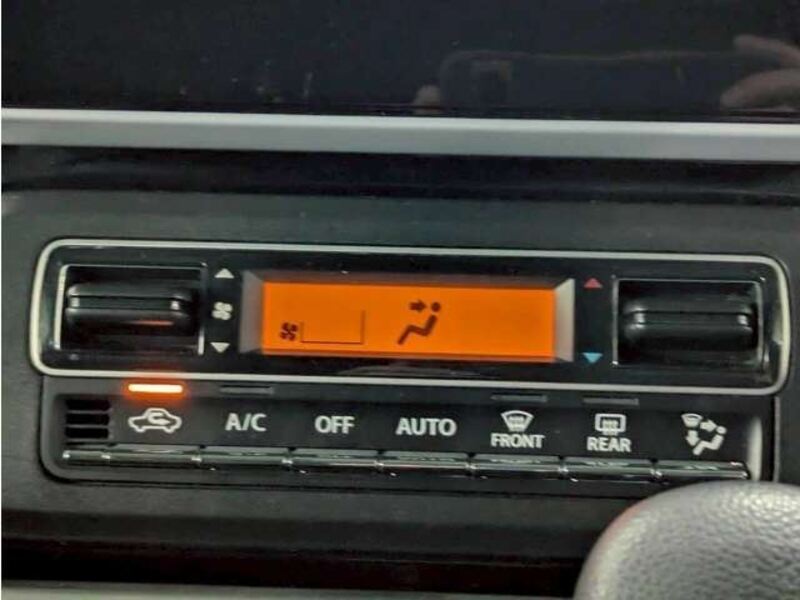 A/C OFF AUTO FRONT REAR